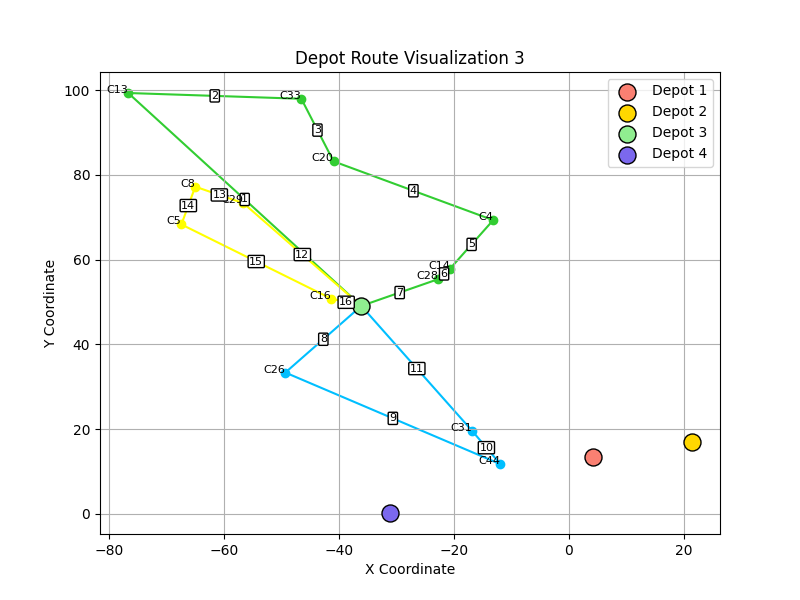 Depot Route Visualization 3
Depot 1
Depot 2
Depot 3
Depot 4
C13
2
C33
3
C20
C8
13
C29
1
14
C5
4
C4
5
12
15
C14
C28
6
7
C16
16
8
C26
11
9
C31
10
C44
100
80
60
40
20
0
Y Coordinate
−80
−60
−40
−20
0
20
X Coordinate